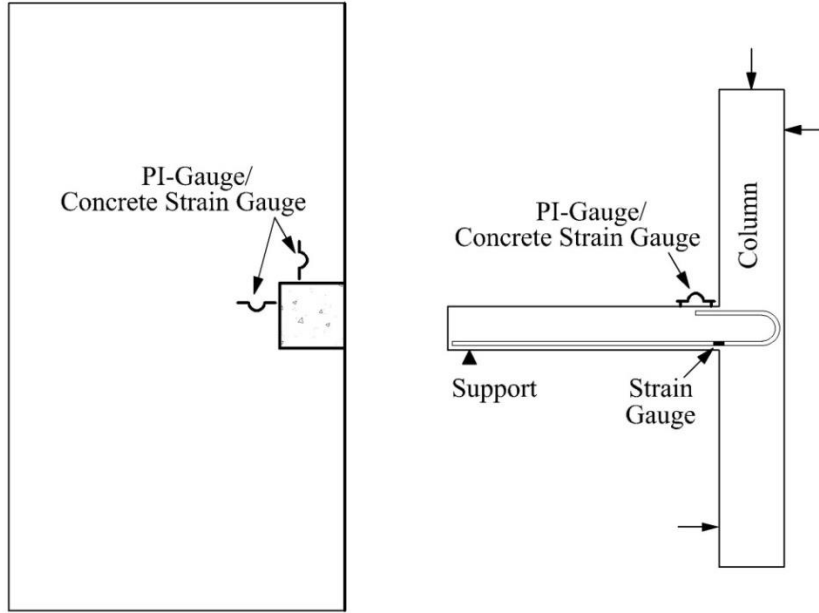 PI-Gauge/
Concrete Strain Gauge
PI-Gauge/
Concrete Strain Gauge
Column
Support
Strain
Gauge